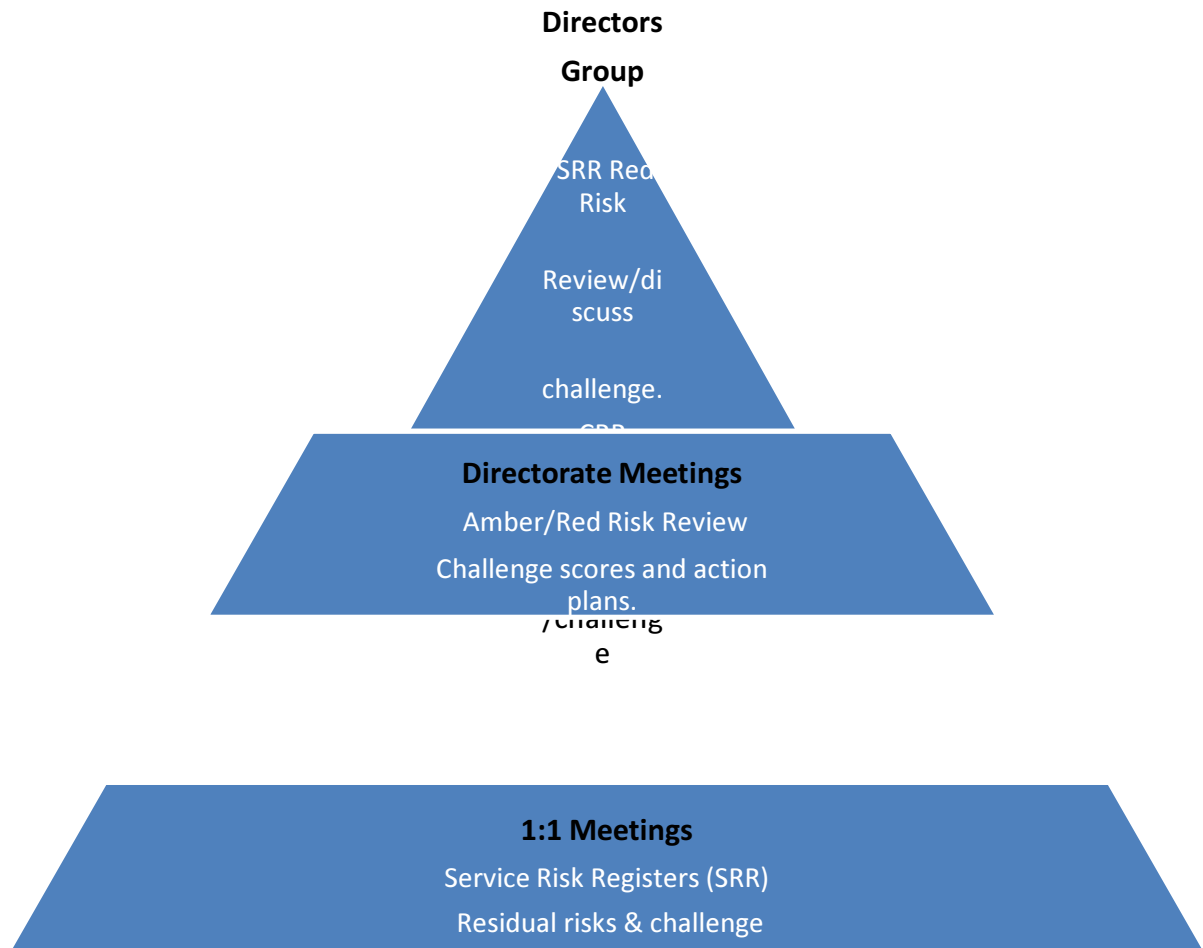 Directors
Group
SRR Red
Risk
Review/di
scuss
challenge.
CRR
Directorate Meetings
Amber/Red Risk Review
Challenge scores and action
plans.
/challeng
e
1:1 Meetings
Service Risk Registers (SRR)
Residual risks & challenge